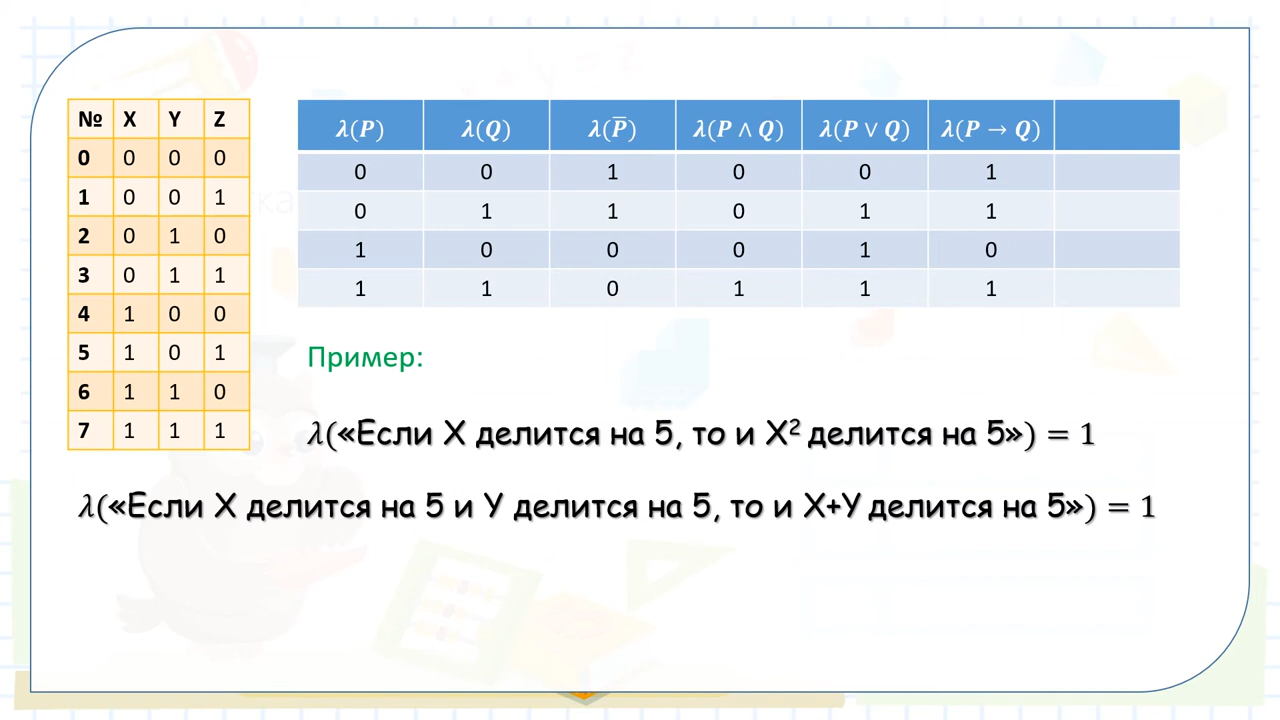 № X Y Z
0 0 0 0
1 0 0 1
2 0 1 0
3 0 1 1
4 1 0 0
5 1 0 1
6 1 1 0
7 1 1 1
λ(P) λ(Q) λ(P̅) λ(P ∧ Q) λ(P ∨ Q) λ(P → Q)
0 0 1 0 0 1
0 1 1 0 1 1
1 0 0 0 1 0
1 1 0 1 1 1
Пример:
λ(«Если X делится на 5, то и X² делится на 5») = 1
λ(«Если X делится на 5 и Y делится на 5, то и X+Y делится на 5») = 1